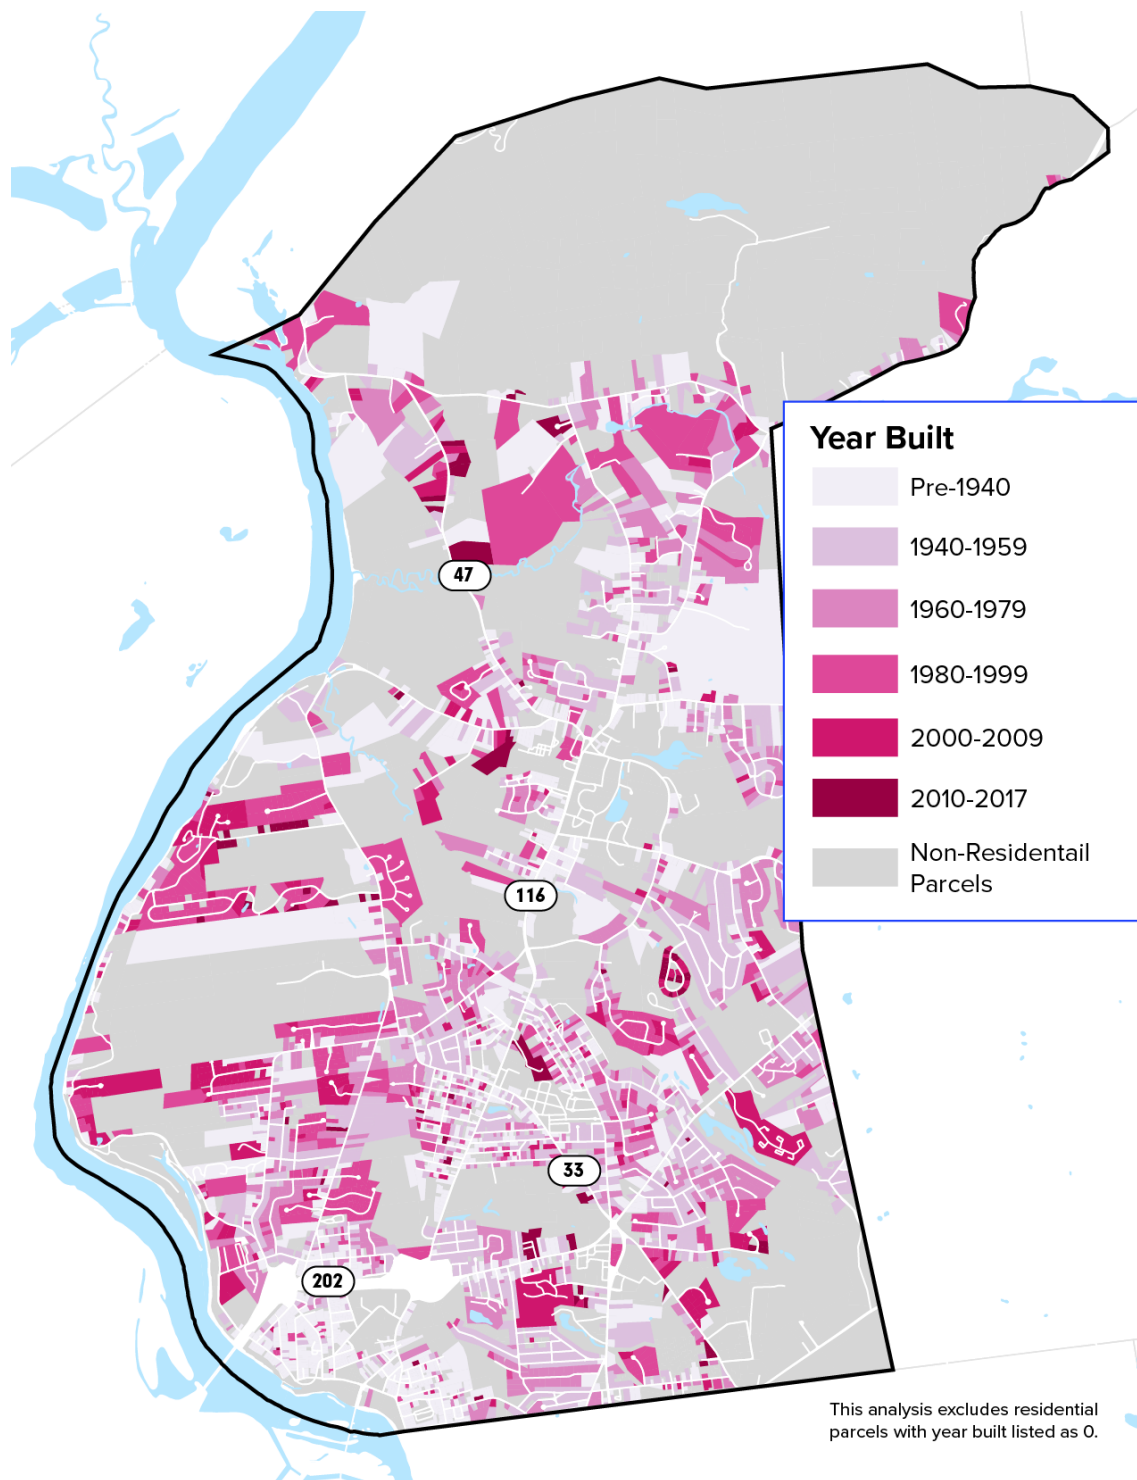 Year Built
Pre-1940
1940-1959
1960-1979
1980-1999
2000-2009
2010-2017
Non-Residentail
Parcels
47
116
33
202
This analysis excludes residential
parcels with year built listed as 0.